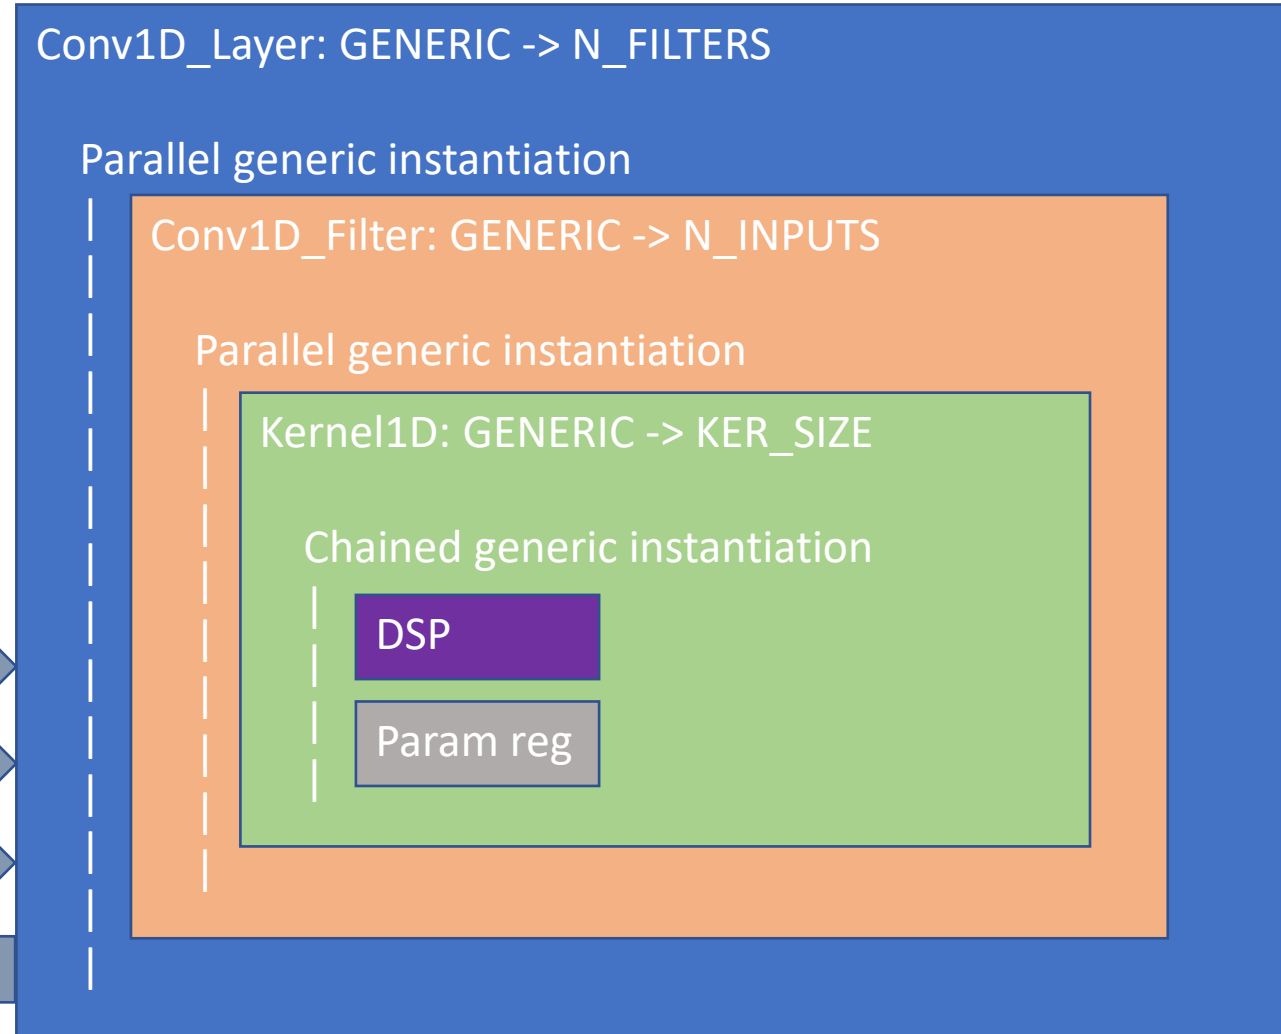 Conv1D_Layer: GENERIC -> N_FILTERS
Parallel generic instantiation
Conv1D_Filter: GENERIC -> N_INPUTS
Parallel generic instantiation
Kernel1D: GENERIC -> KER_SIZE
Chained generic instantiation
DSP
Param reg